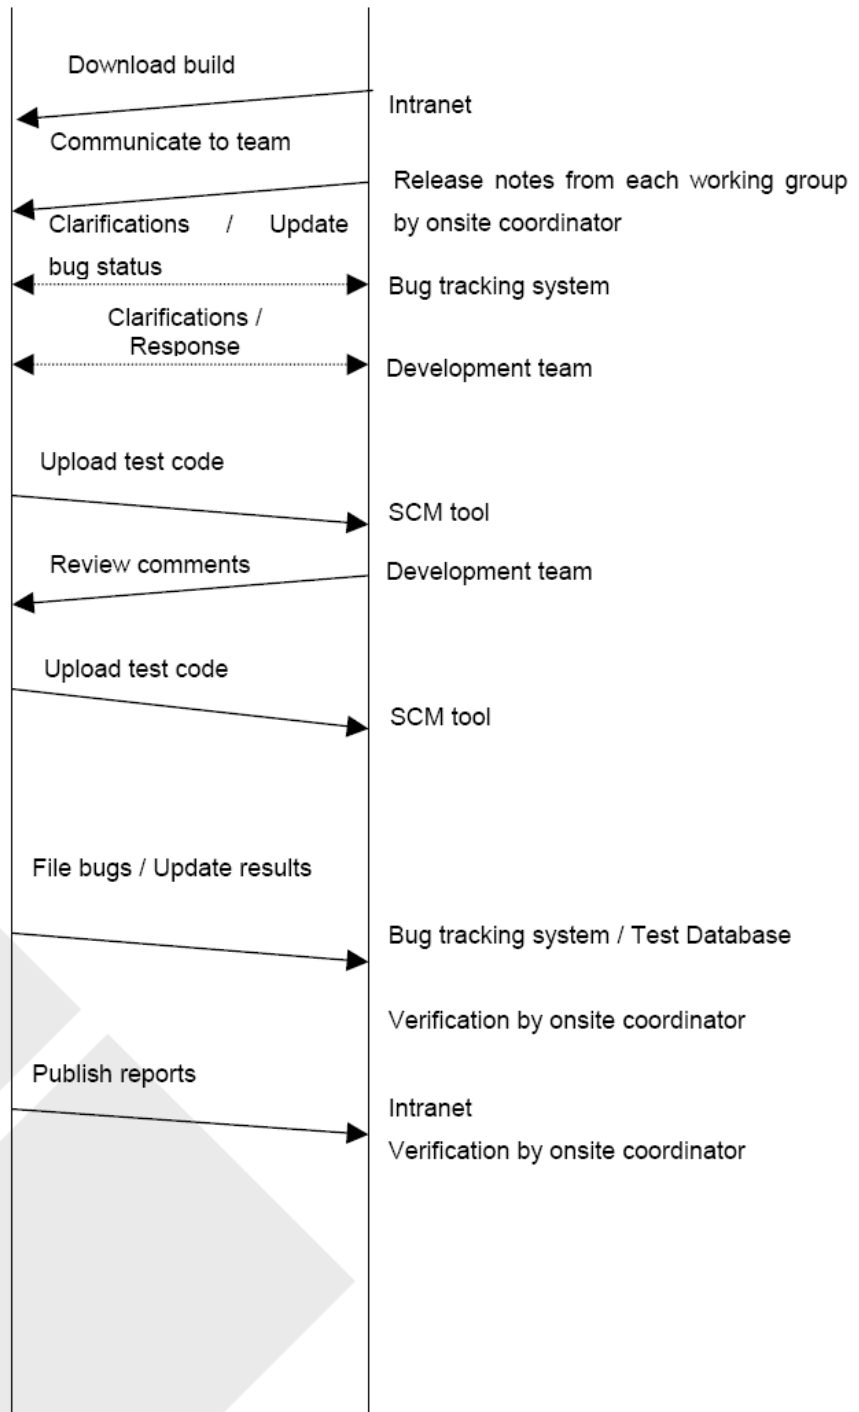 Download build
Intranet
Communicate to team
Release notes from each working group
by onsite coordinator
Clarifications / Update
bug status
Bug tracking system
Clarifications /
Response
Development team
Upload test code
SCM tool
Review comments
Development team
Upload test code
SCM tool
File bugs / Update results
Bug tracking system / Test Database
Verification by onsite coordinator
Publish reports
Intranet
Verification by onsite coordinator